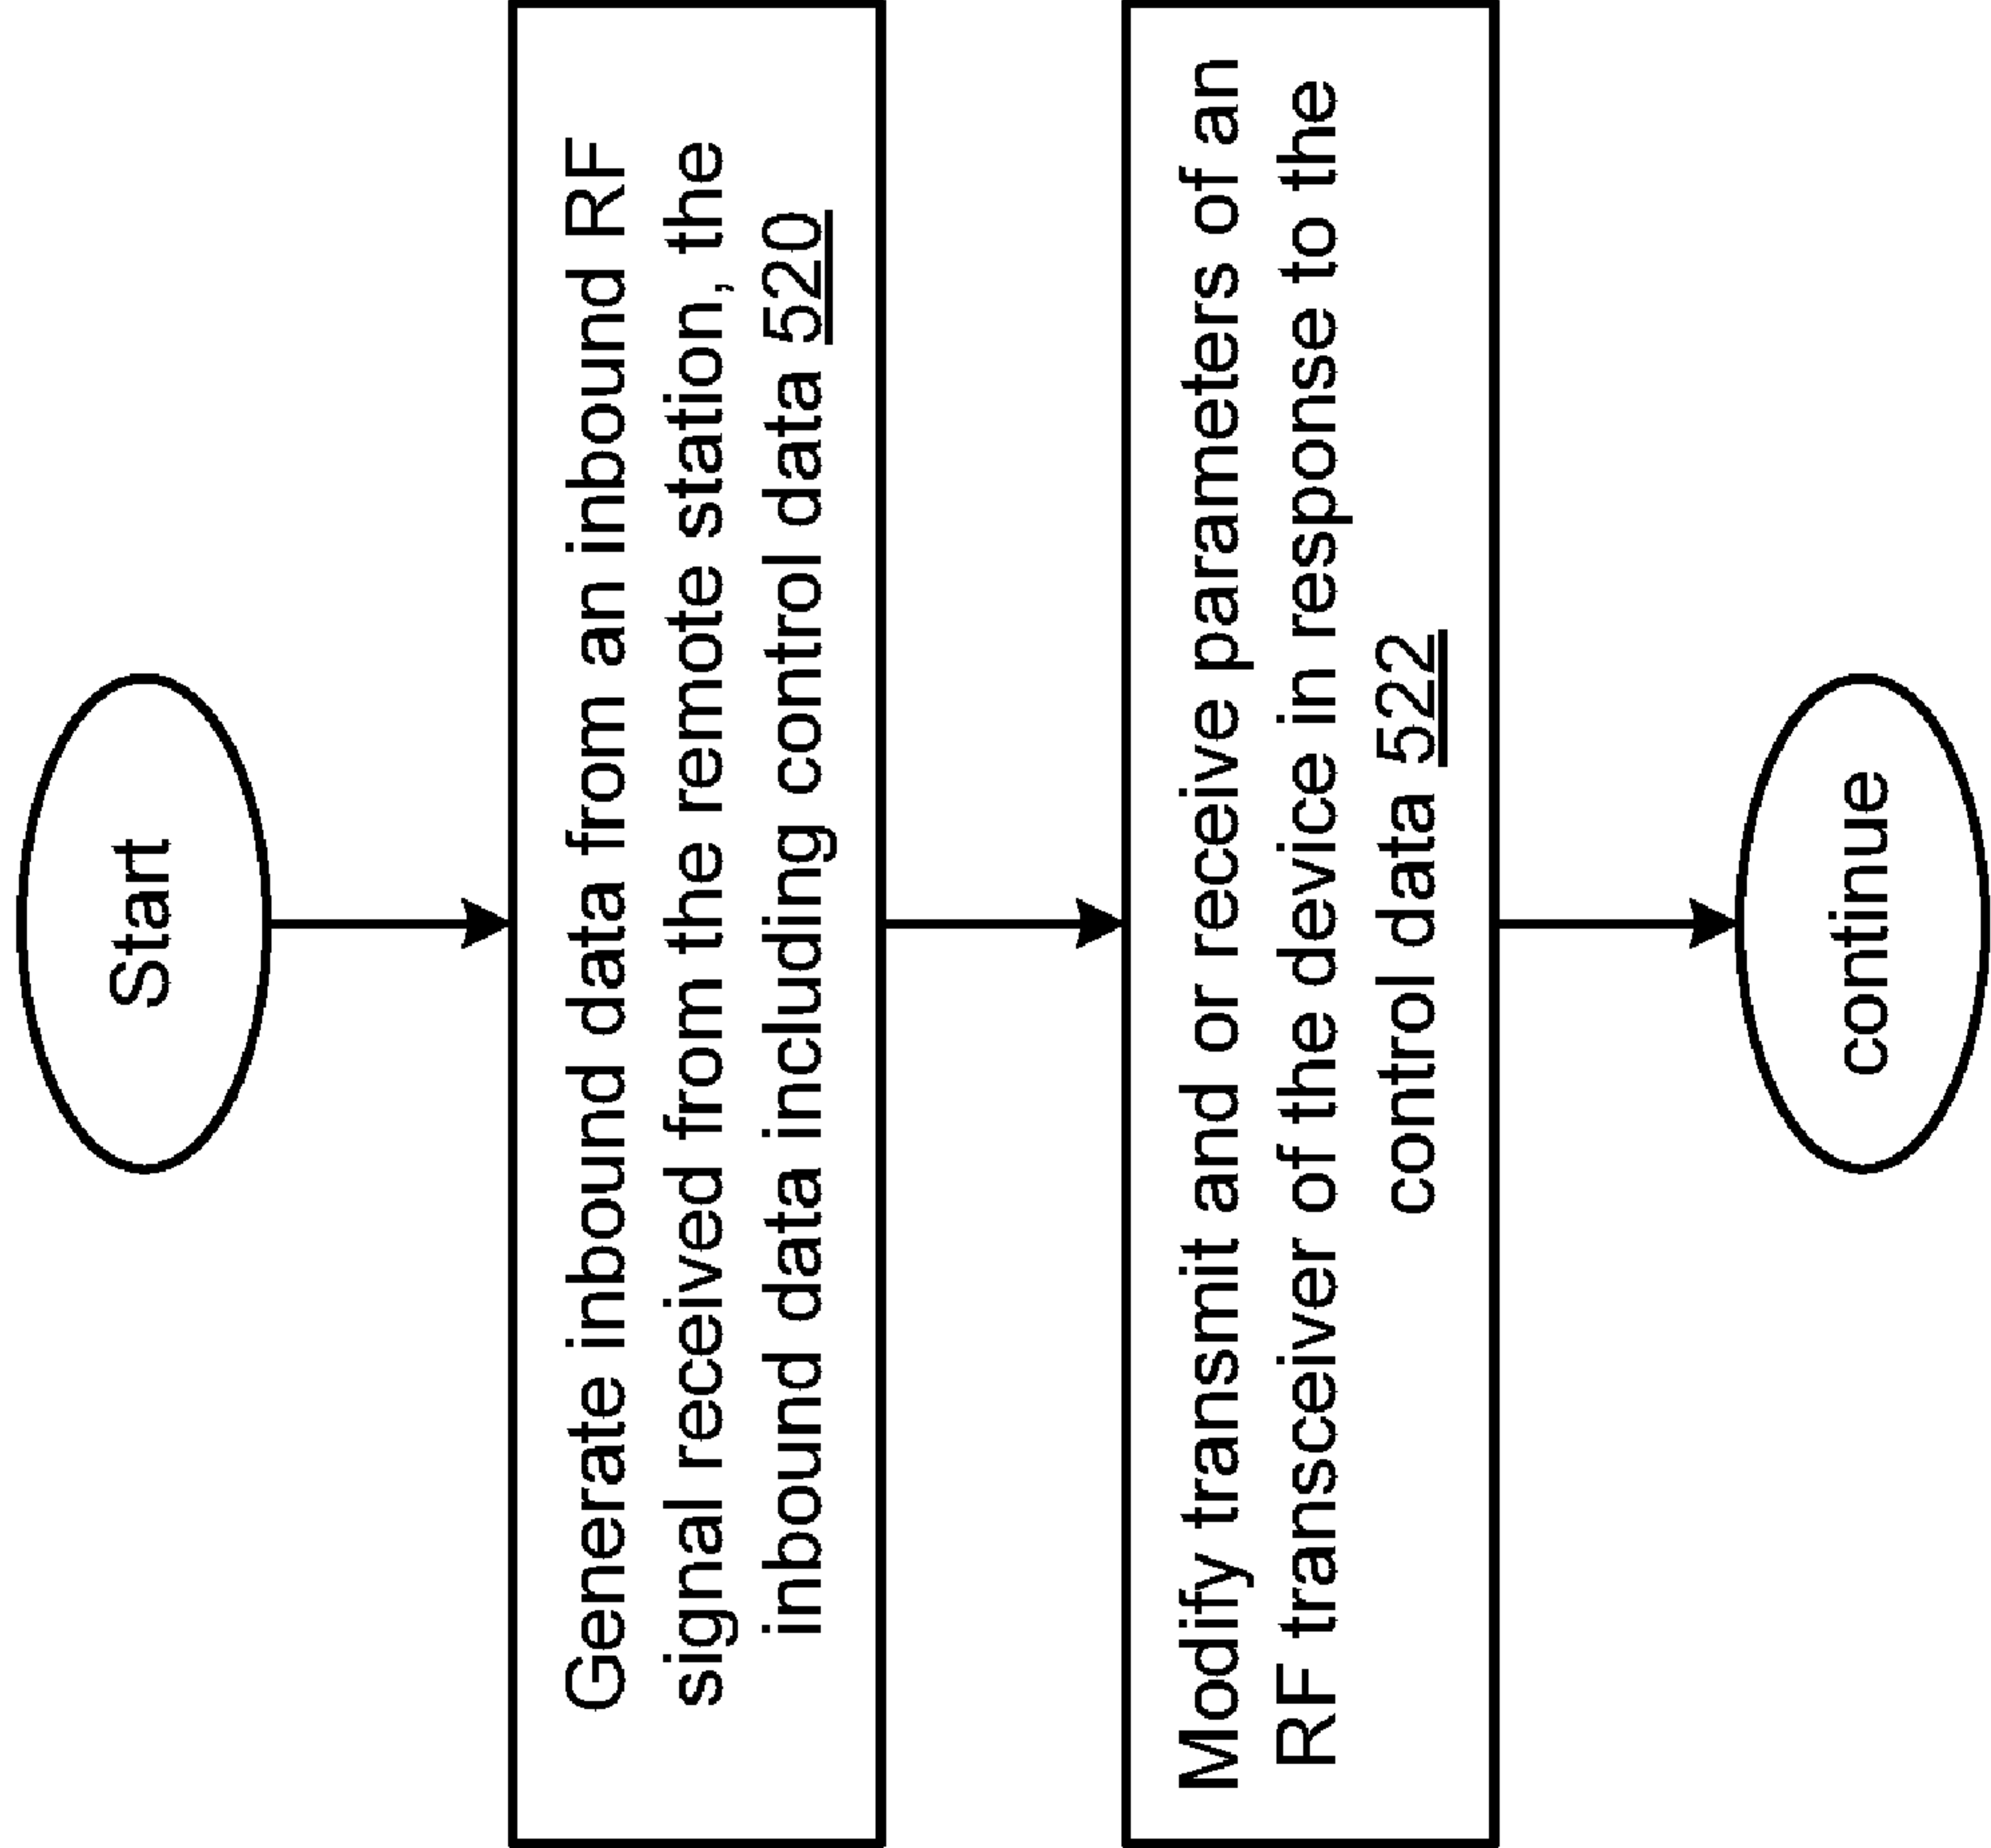 Start
Generate inbound data from an inbound RF
signal received from the remote station, the
inbound data including control data 520
Modify transmit and or receive parameters of an
RF transceiver of the device in response to the
control data 522
continue